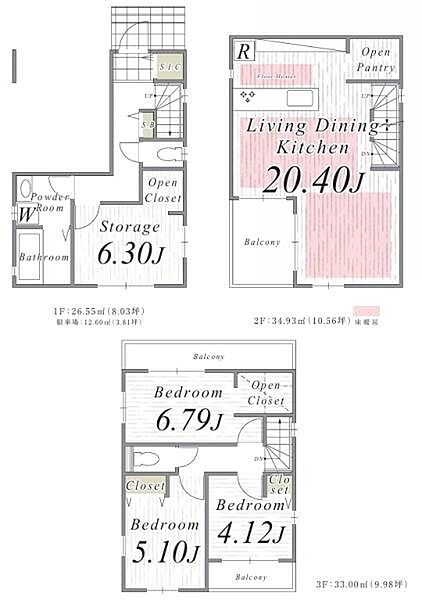 S.I.C
UP
S.B
Powder
Room
W
Bathroom
Open
Closet
Storage
6.30J
1F:26.55㎡(8.03坪)
駐車場:12.60㎡(3.81坪)
R
Open
Pantry
Floor Heater
UP
Living Dining
Kitchen
20.40J
DN
Balcony
2F:34.93㎡(10.56坪)
床暖房
Balcony
Bedroom
6.79J
Open
Closet
DN
Closet
Clo
set
Bedroom
4.12J
Bedroom
5.10J
Balcony
3F:33.00㎡(9.98坪)